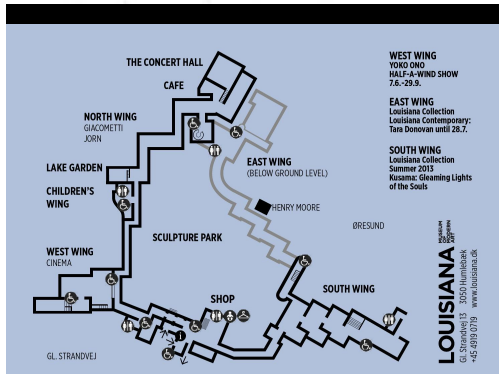 THE CONCERT HALL
CAFE
NORTH WING
GIACOMETTI
JORN
LAKE GARDEN
CHILDREN'S
WING
WEST WING
CINEMA
SCULPTURE PARK
EAST WING
(BELOW GROUND LEVEL)
HENRY MOORE
ØRESUND
SHOP
SOUTH WING
GL. STRANDVEJ
WEST WING
YOKO ONO
HALF-A-WIND SHOW
7.6.-29.9.
EAST WING
Louisiana Collection
Louisiana Contemporary:
Tara Donovan until 28.7.
SOUTH WING
Louisiana Collection
Summer 2013
Kusama: Gleaming Lights
of the Souls
LOUISIANA
MUSEUM
OF
MODERN
ART
Gl. Strandvej 13 3050 Humlebæk
+45 4919 0719 www.louisiana.dk